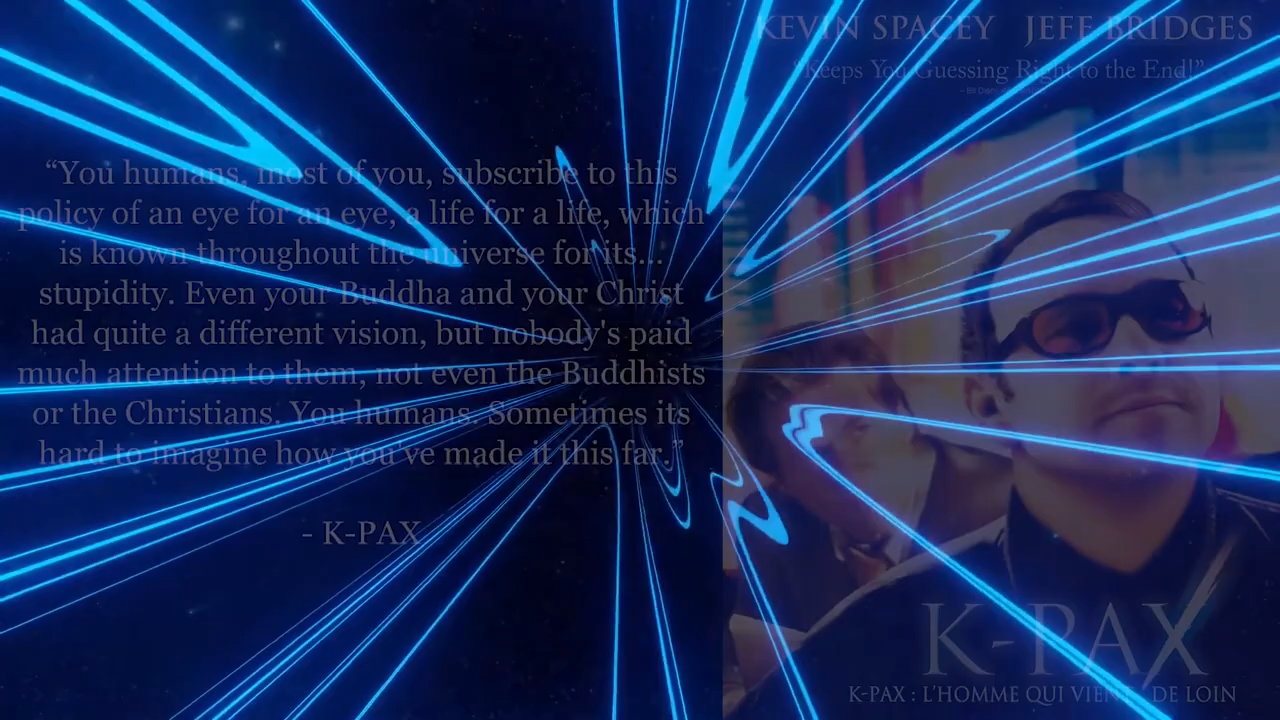 KEVIN SPACEY JEFF BRIDGES
“Keeps You Guessing Right to the End!”
“You humans, most of you, subscribe to this
policy of an eye for an eye, a life for a life, which
is known throughout the universe for its...
stupidity. Even your Buddha and your Christ
had quite a different vision, but nobody's paid
much attention to them, not even the Buddhists
or the Christians. You humans. Sometimes its
hard to imagine how you've made it this far.”
- K-PAX
K-PAX
K-PAX : L'HOMME QUI VIENT DE LOIN